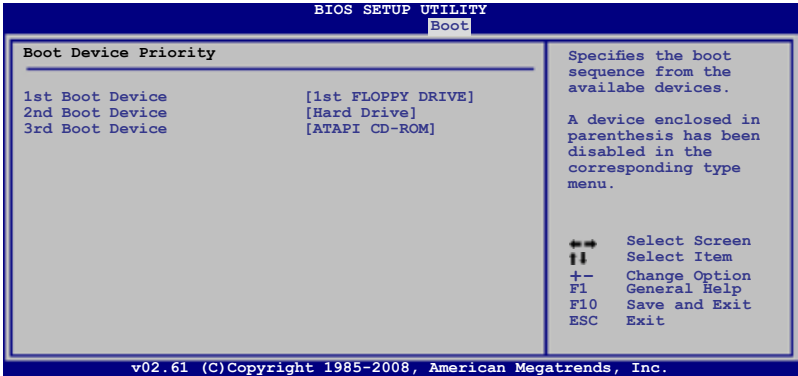 BIOS SETUP UTILITY
Boot
Boot Device Priority
1st Boot Device [1st FLOPPY DRIVE]
2nd Boot Device [Hard Drive]
3rd Boot Device [ATAPI CD-ROM]
Specifies the boot
sequence from the
availabe devices.
A device enclosed in
parenthesis has been
disabled in the
corresponding type
menu.
←→ Select Screen
↑↓ Select Item
+- Change Option
F1 General Help
F10 Save and Exit
ESC Exit
v02.61 (C)Copyright 1985-2008, American Megatrends, Inc.